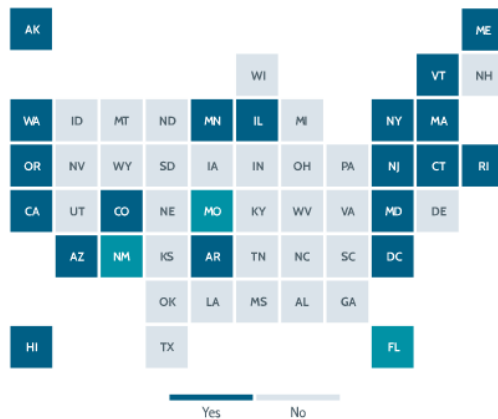 AK ME
WI VT NH
WA ID MT ND MN IL MI NY MA
OR NV WY SD IA IN OH PA NJ CT RI
CA UT CO NE MO KY WV VA MD DE
AZ NM KS AR TN NC SC DC
OK LA MS AL GA
HI TX FL
Yes No